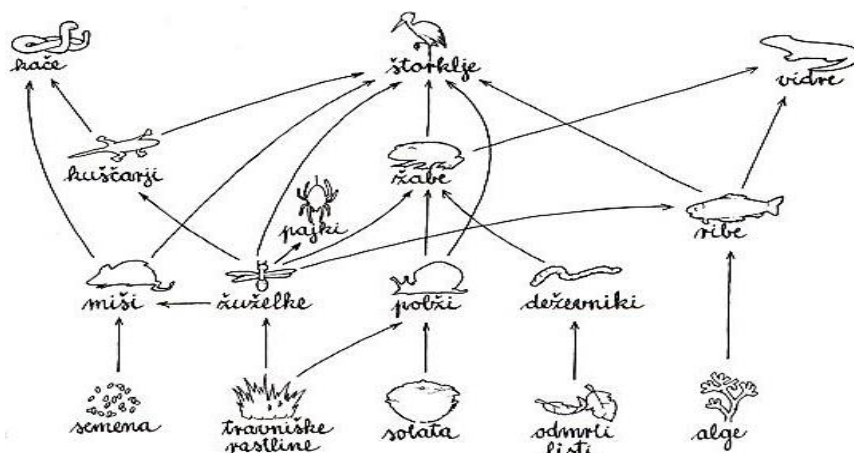 kače
štorklje
vidre
kuščarji
žabe
pajki
ribe
miši
žuželke
polži
deževniki
semena
travniške
rastline
solata
odmrli
listi
alge